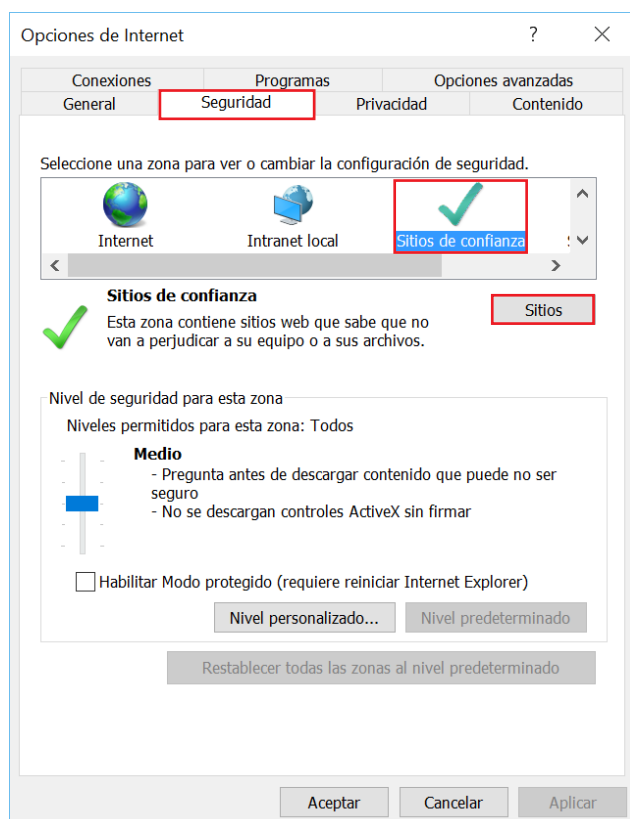 Opciones de Internet
?
Conexiones Programas Opciones avanzadas
General Seguridad Privacidad Contenido
Seleccione una zona para ver o cambiar la configuración de seguridad.
Internet Intranet local Sitios de confianza
Sitios de confianza
Esta zona contiene sitios web que sabe que no
van a perjudicar a su equipo o a sus archivos.
Sitios
Nivel de seguridad para esta zona
Niveles permitidos para esta zona: Todos
Medio
- Pregunta antes de descargar contenido que puede no ser
seguro
- No se descargan controles ActiveX sin firmar
Habilitar Modo protegido (requiere reiniciar Internet Explorer)
Nivel personalizado... Nivel predeterminado
Restablecer todas las zonas al nivel predeterminado
Aceptar Cancelar Aplicar